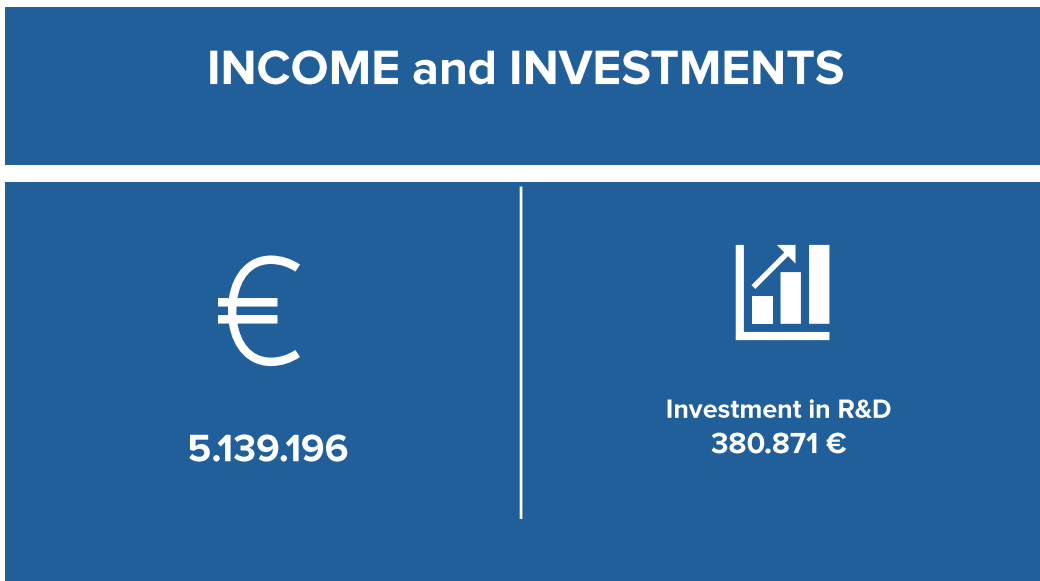 INCOME and INVESTMENTS
€
5.139.196
Investment in R&D
380.871 €